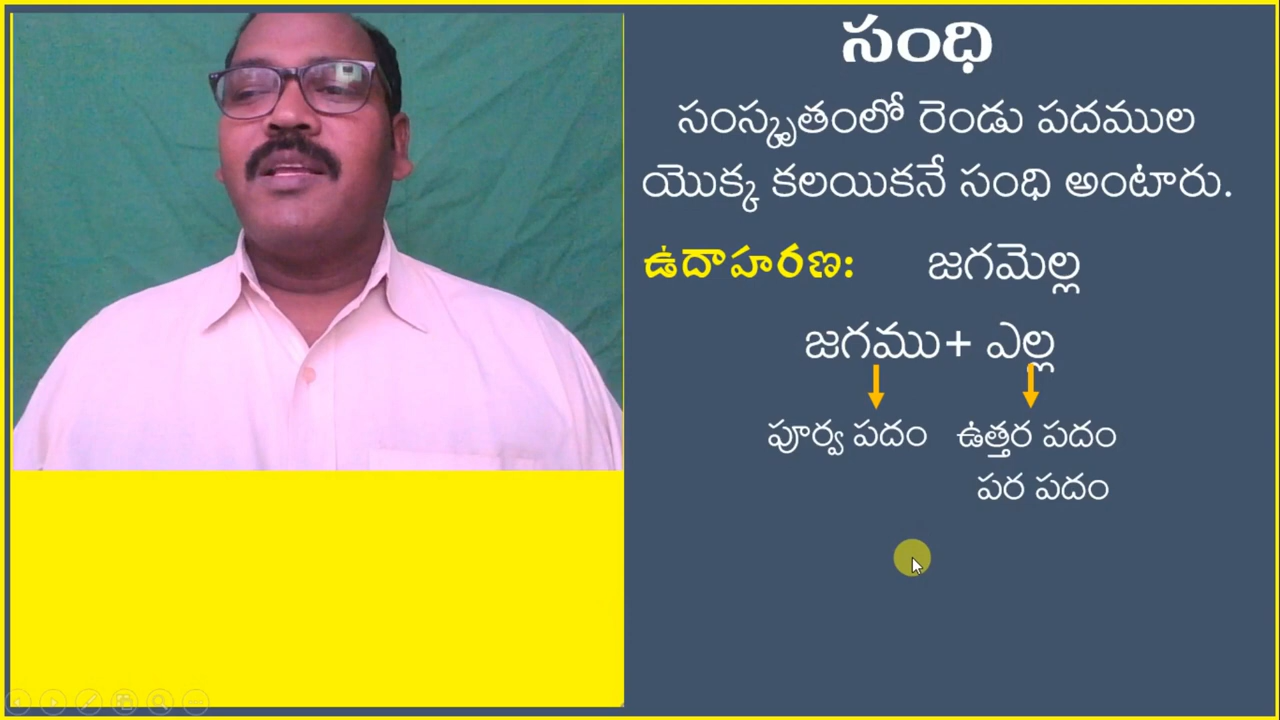 సంధి
సంస్కృతంలో రెండు పదముల
యొక్క కలయికనే సంధి అంటారు.
ఉదాహరణ: జగమెల్ల
జగము+ ఎల్ల
పూర్వ పదం ఉత్తర పదం
పర పదం